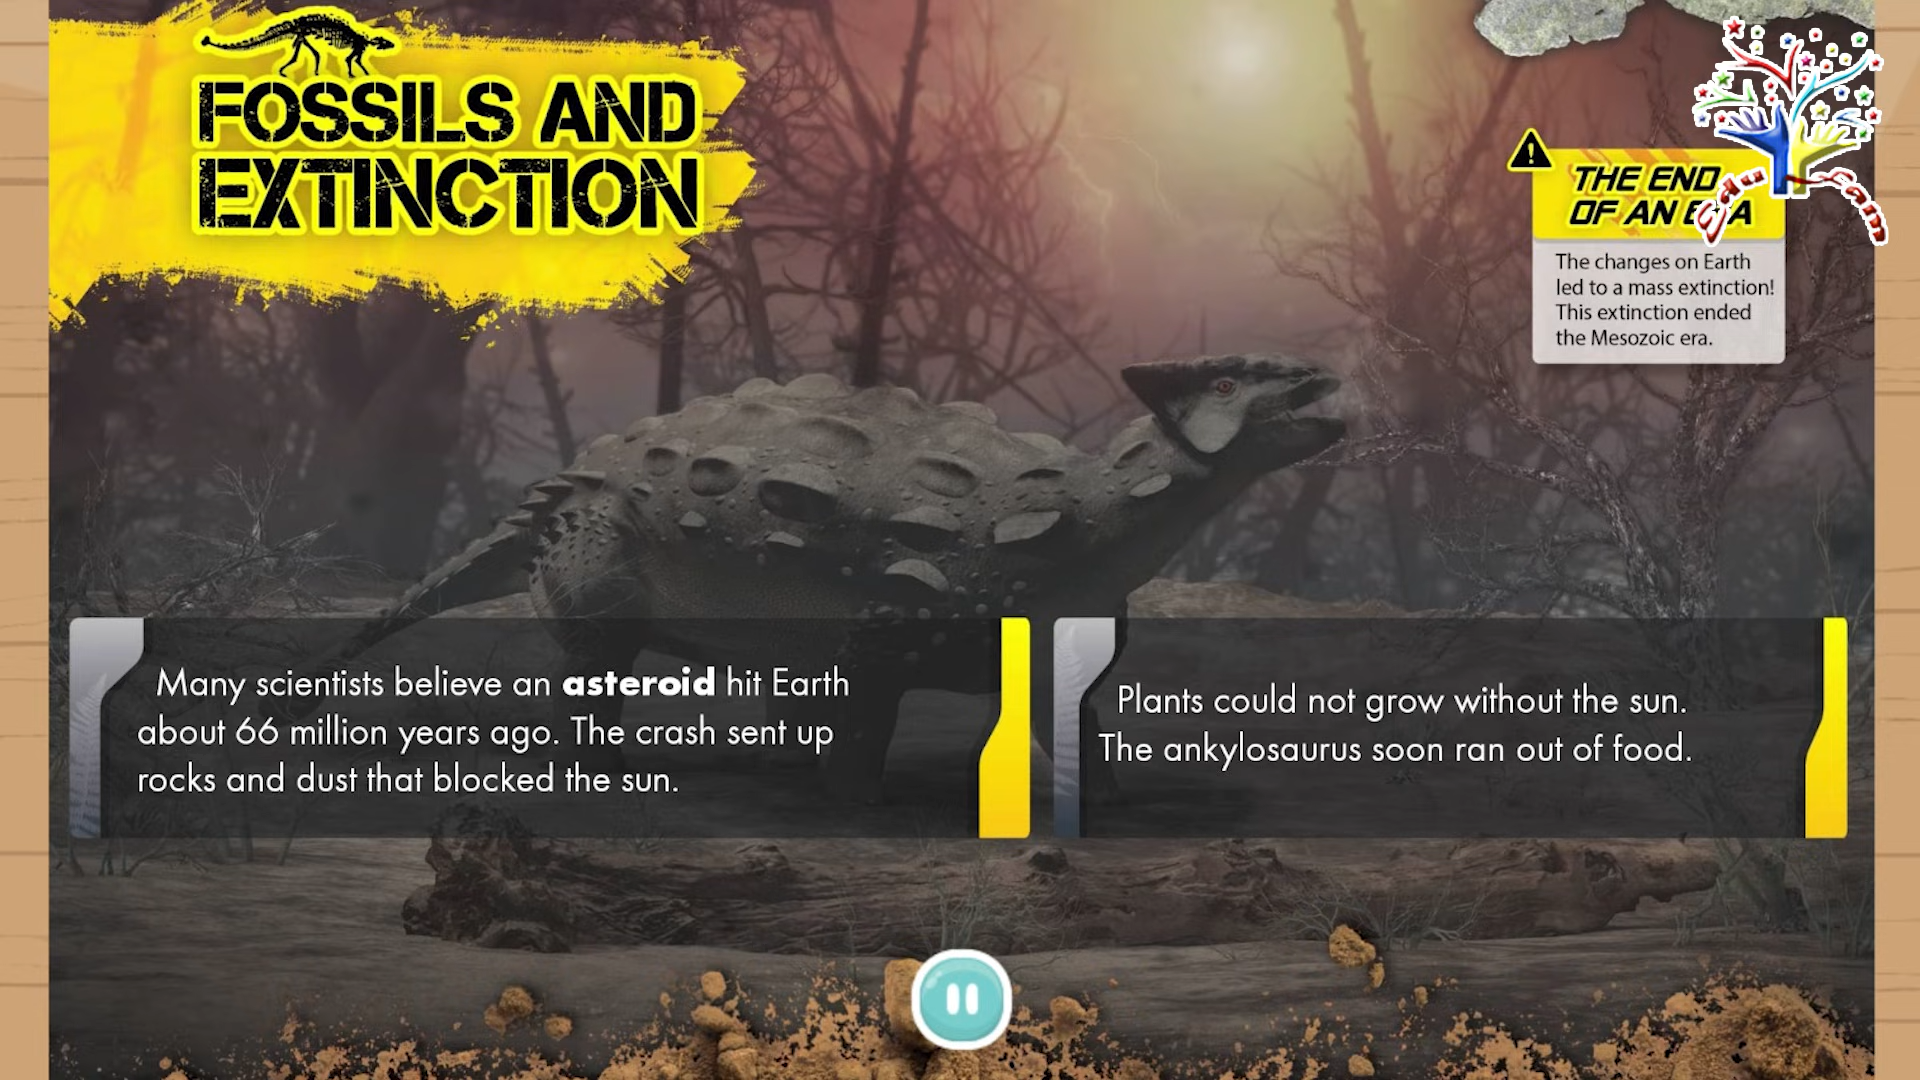 FOSSILS AND
EXTINCTION
THE END
OF AN ERA
The changes on Earth
led to a mass extinction!
This extinction ended
the Mesozoic era.
Many scientists believe an asteroid hit Earth
about 66 million years ago. The crash sent up
rocks and dust that blocked the sun.
Plants could not grow without the sun.
The ankylosaurus soon ran out of food.